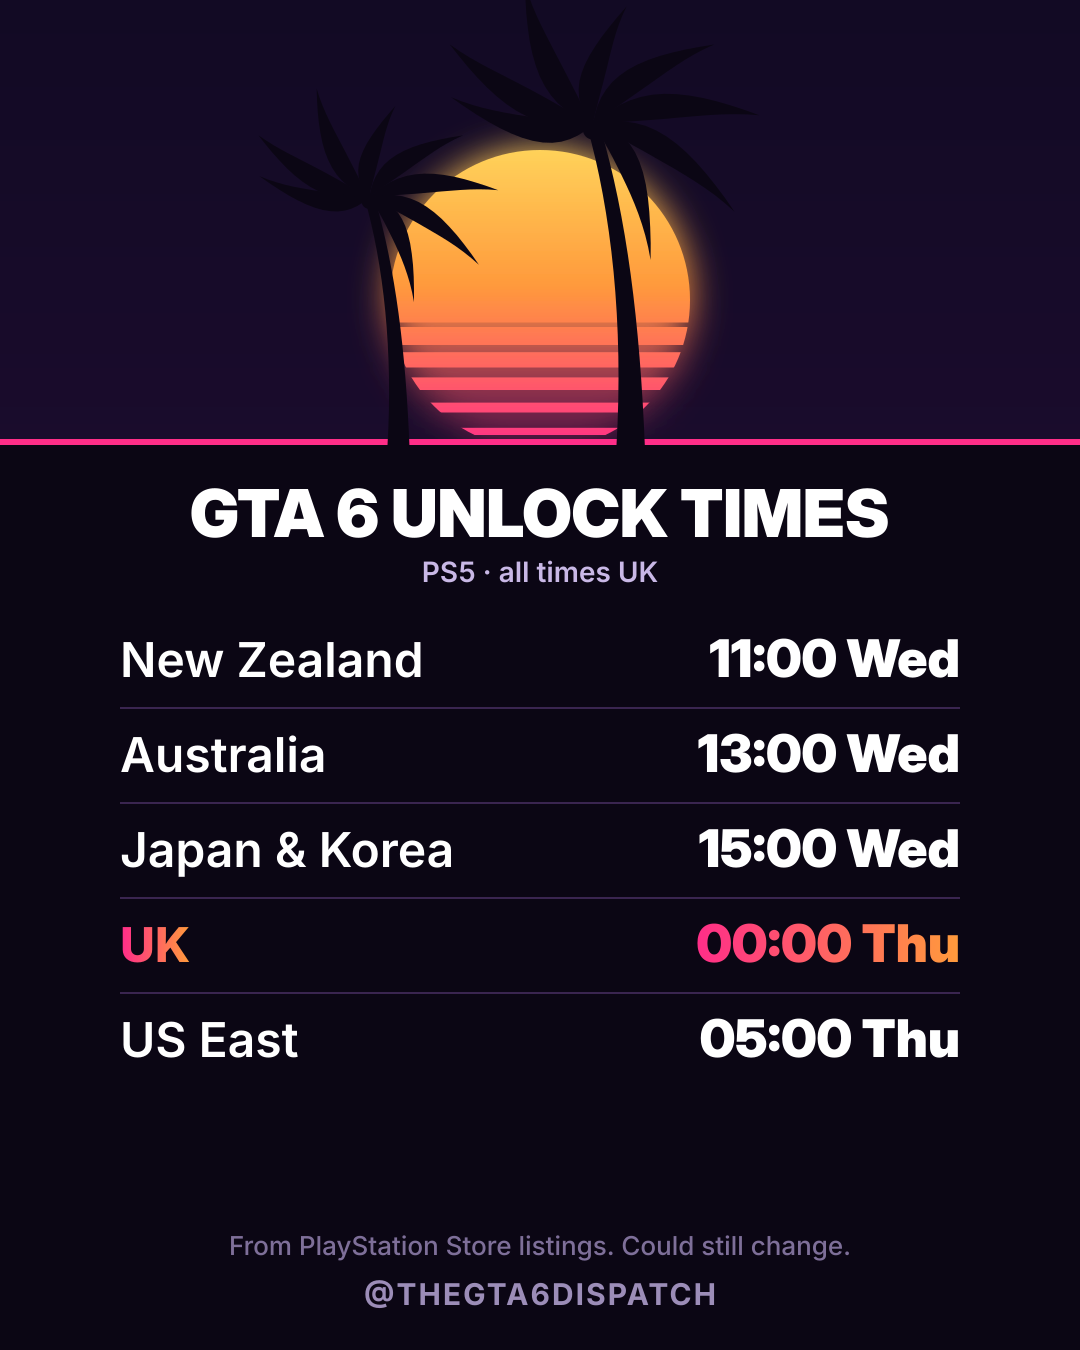 GTA 6 UNLOCK TIMES
PS5 · all times UK
New Zealand 11:00 Wed
Australia 13:00 Wed
Japan & Korea 15:00 Wed
UK 00:00 Thu
US East 05:00 Thu
From PlayStation Store listings. Could still change.
@THEGTA6DISPATCH